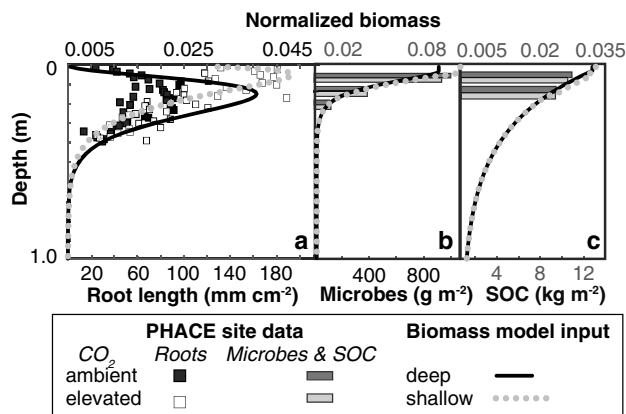 Normalized biomass
0.005 0.025 0.045 0.02 0.08 0.005 0.02 0.035
0
Depth (m)
1.0
a b c
20 60 100 140 180 400 800 4 8 12
Root length (mm cm-2) Microbes (g m-2) SOC (kg m-2)
PHACE site data Biomass model input
CO2 Roots Microbes & SOC
ambient deep
elevated shallow